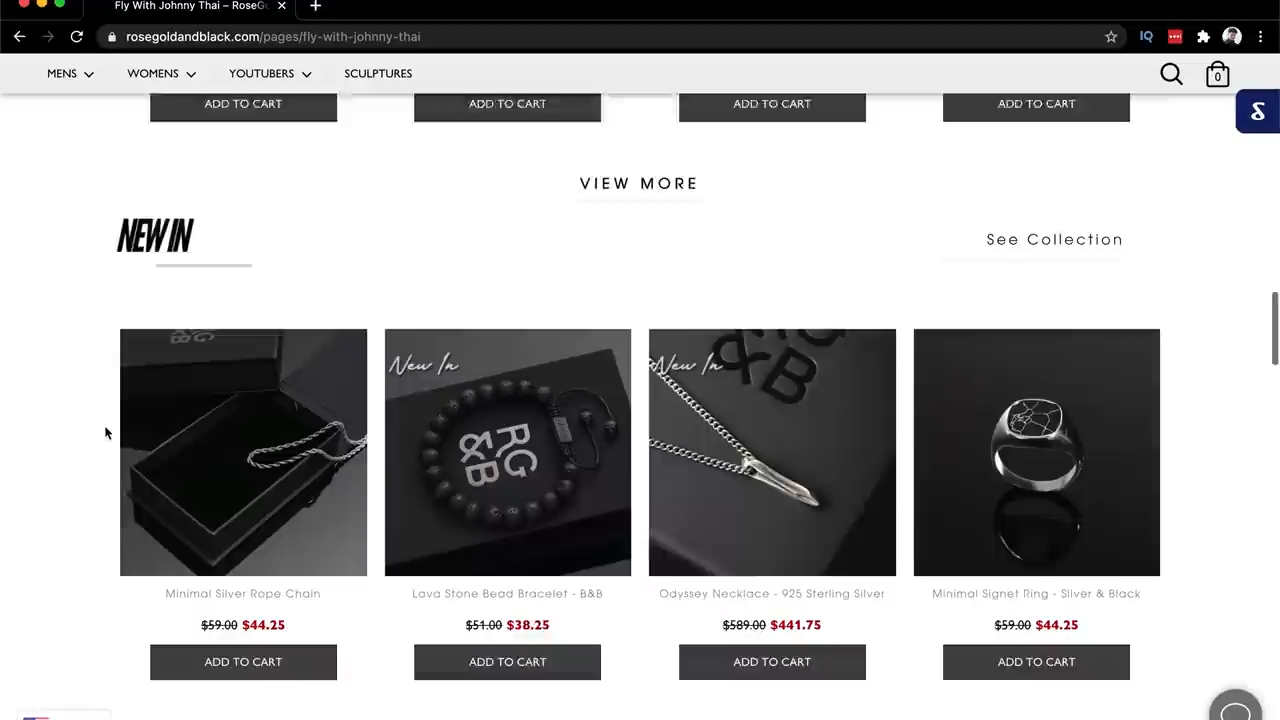 Fly With Johnny Thai – RoseG
rosegoldandblack.com/pages/fly-with-johnny-thai
IQ
MENS
WOMENS
YOUTUBERS
SCULPTURES
0
ADD TO CART
ADD TO CART
ADD TO CART
ADD TO CART
VIEW MORE
NEW IN
See Collection
New In
RG
&B
New In
&B
Minimal Silver Rope Chain
Lava Stone Bead Bracelet - B&B
Odyssey Necklace - 925 Sterling Silver
Minimal Signet Ring - Silver & Black
$59.00 $44.25
$51.00 $38.25
$589.00 $441.75
$59.00 $44.25
ADD TO CART
ADD TO CART
ADD TO CART
ADD TO CART